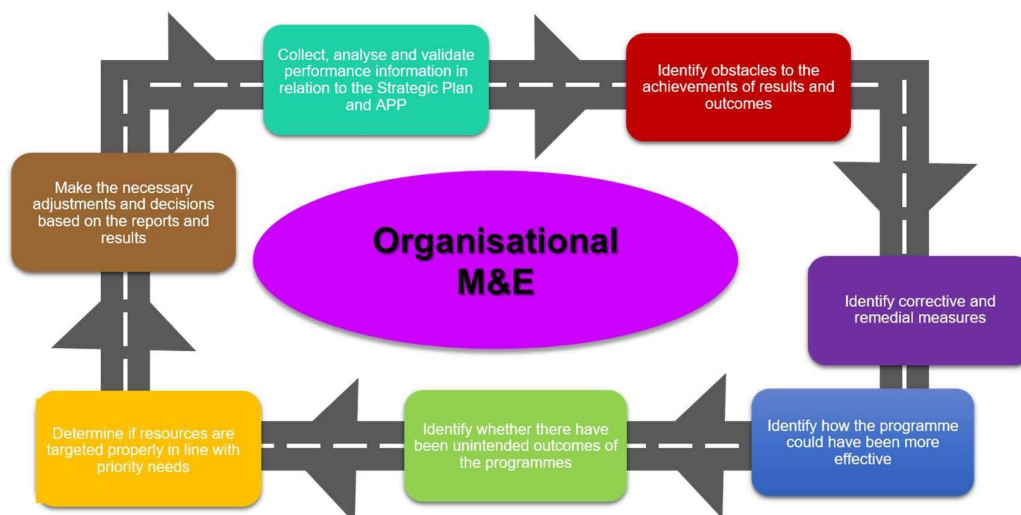 Collect, analyse and validate
performance information in
relation to the Strategic Plan
and APP
Identify obstacles to the
achievements of results and
outcomes
Make the necessary
adjustments and decisions
based on the reports and
results
Organisational
M&E
Identify corrective and
remedial measures
Determine if resources are
targeted properly in line with
priority needs
Identify whether there have
been unintended outcomes of
the programmes
Identify how the programme
could have been more
effective